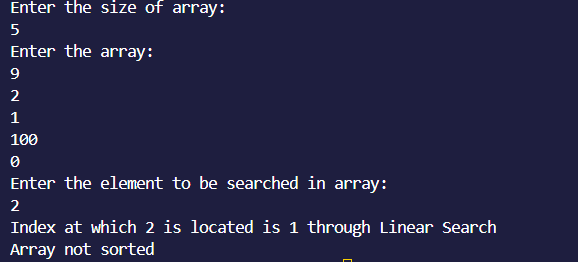 Enter the size of array:
5
Enter the array:
9
2
1
100
0
Enter the element to be searched in array:
2
Index at which 2 is located is 1 through Linear Search
Array not sorted